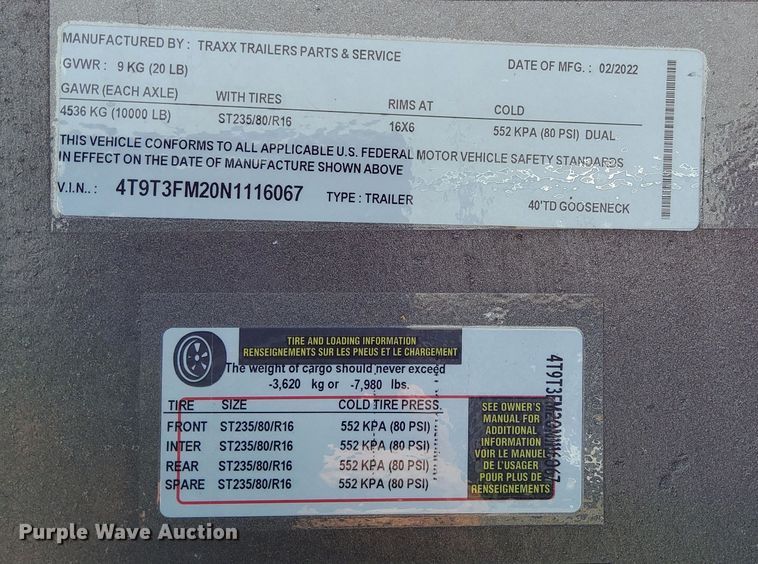 MANUFACTURED BY : TRAXX TRAILERS PARTS & SERVICE
GVWR : 9 KG (20 LB) DATE OF MFG. : 02/2022
GAWR (EACH AXLE) WITH TIRES RIMS AT COLD
4536 KG (10000 LB) ST235/80/R16 16X6 552 KPA (80 PSI) DUAL
THIS VEHICLE CONFORMS TO ALL APPLICABLE U.S. FEDERAL MOTOR VEHICLE SAFETY STANDARDS
IN EFFECT ON THE DATE OF MANUFACTURE SHOWN ABOVE
V.I.N.. : 4T9T3FM20N1116067 TYPE : TRAILER 40'TD GOOSENECK
TIRE AND LOADING INFORMATION
RENSEIGNEMENTS SUR LES PNEUS ET LE CHARGEMENT
The weight of cargo should never exceed
-3,620 kg or -7,980 lbs.
TIRE SIZE COLD TIRE PRESS.
FRONT ST235/80/R16 552 KPA (80 PSI)
INTER ST235/80/R16 552 KPA (80 PSI)
REAR ST235/80/R16 552 KPA (80 PSI)
SPARE ST235/80/R16 552 KPA (80 PSI)
SEE OWNER'S
MANUAL FOR
ADDITIONAL
INFORMATION
VOIR LE MANUEL
DE L'USAGER
POUR PLUS DE
RENSEIGNEMENTS
4T9T3FM20N1116067
Purple Wave Auction